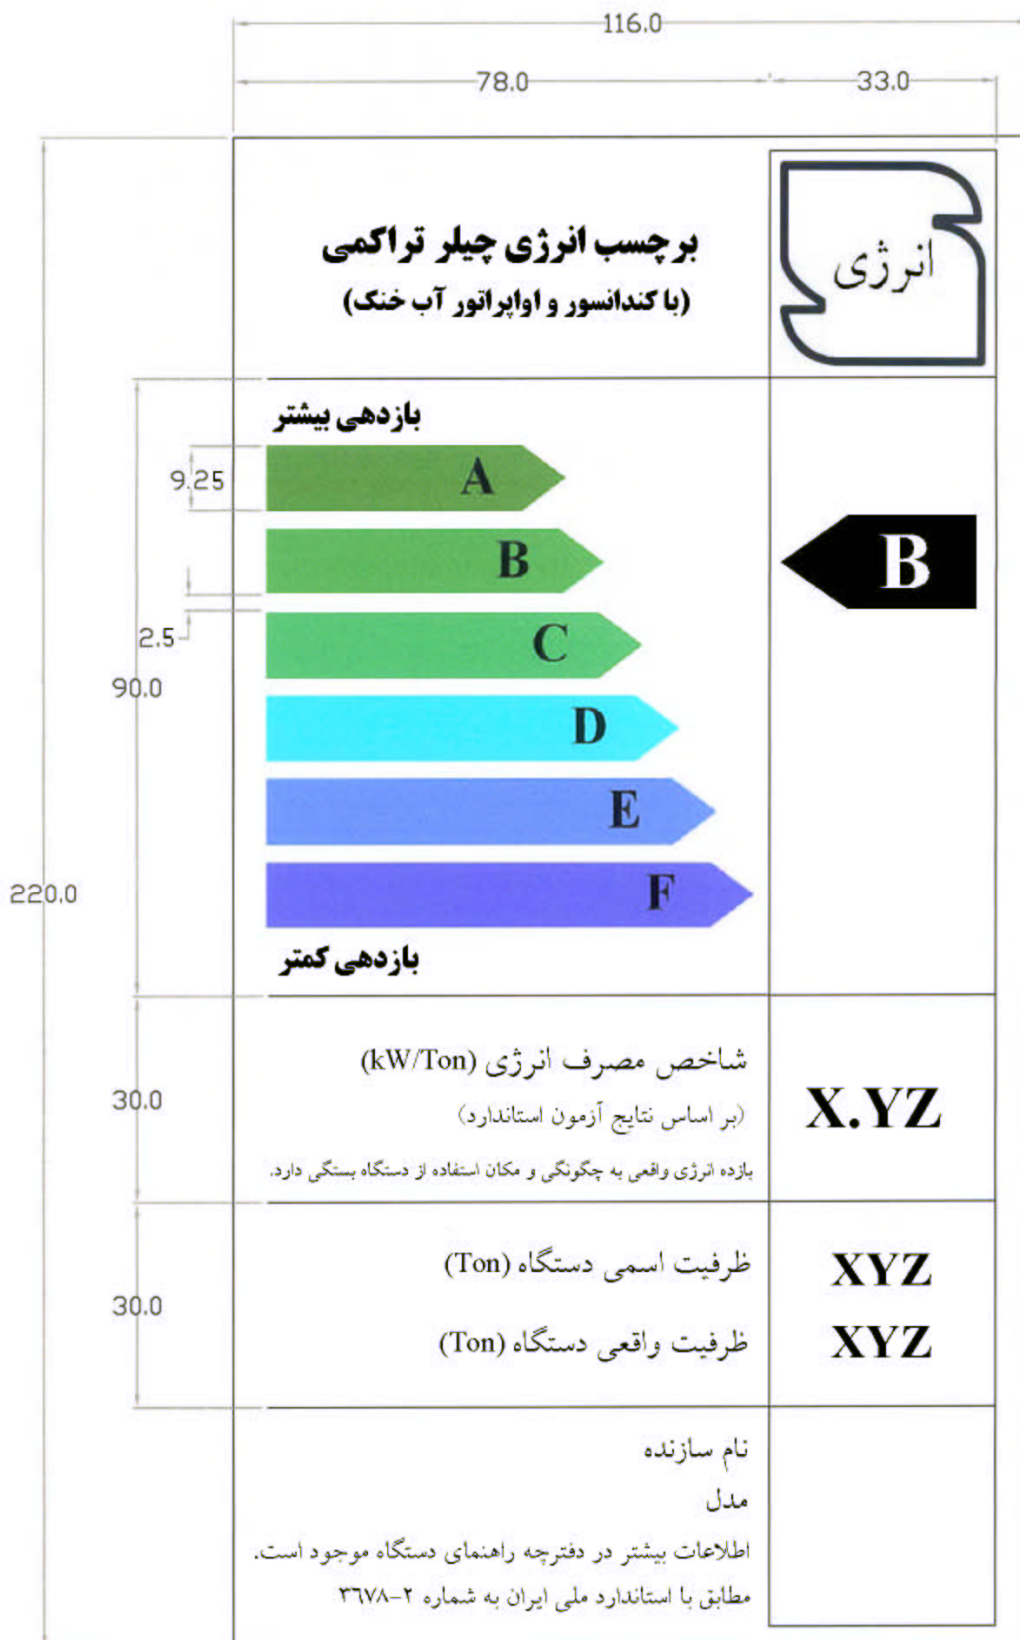 116.0
78.0
33.0
انرژی
برچسب انرژی چیلر تراکمی
(با کندانسور و اواپراتور آب خنک)
بازدهی بیشتر
A
9.25
B
B
C
2.5
90.0
D
E
F
220.0
بازدهی کمتر
شاخص مصرف انرژی (kW/Ton)
(بر اساس نتایج آزمون استاندارد)
X.YZ
30.0
بازده انرژی واقعی به چگونگی و مکان استفاده از دستگاه بستگی دارد.
ظرفیت اسمی دستگاه (Ton)
XYZ
30.0
ظرفیت واقعی دستگاه (Ton)
XYZ
نام سازنده
مدل
اطلاعات بیشتر در دفترچه راهنمای دستگاه موجود است.
مطابق با استاندارد ملی ایران به شماره ۲-۳٦۷۸